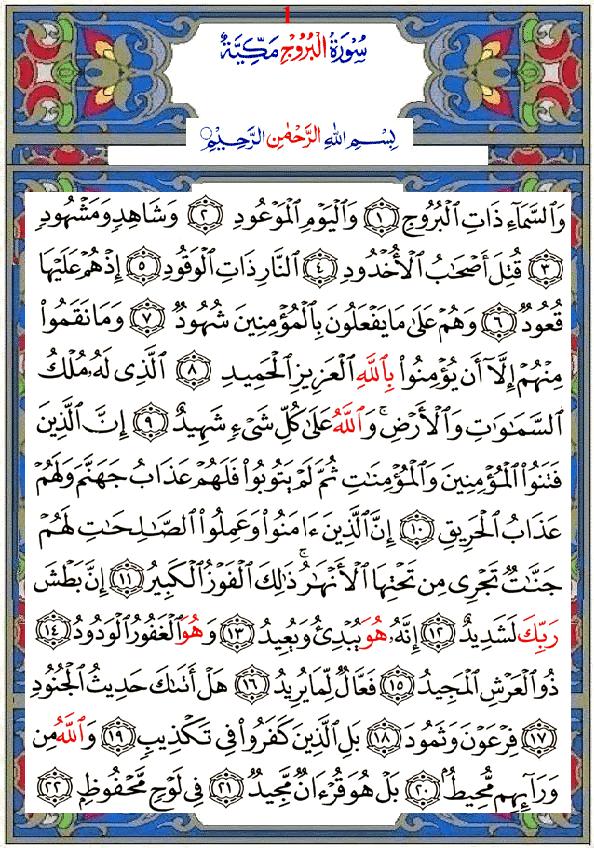 1
سُورَةُ الْبُرُوجِ مَكِّيَّةٌ
بِسْمِ اللهِ الرَّحْمٰنِ الرَّحِيْمِ
وَٱلسَّمَآءِ ذَاتِ ٱلْبُرُوجِ ١ وَٱلْيَوْمِ ٱلْمَوْعُودِ ٢ وَشَاهِدٍ وَمَشْهُودٍ
٣ قُتِلَ أَصْحَٰبُ ٱلْأُخْدُودِ ٤ ٱلنَّارِ ذَاتِ ٱلْوَقُودِ ٥ إِذْ هُمْ عَلَيْهَا
قُعُودٌ ٦ وَهُمْ عَلَىٰ مَا يَفْعَلُونَ بِٱلْمُؤْمِنِينَ شُهُودٌ ٧ وَمَا نَقَمُوا۟
مِنْهُمْ إِلَّآ أَن يُؤْمِنُوا۟ بِٱللَّهِ ٱلْعَزِيزِ ٱلْحَمِيدِ ٨ ٱلَّذِى لَهُۥ مُلْكُ
ٱلسَّمَٰوَٰتِ وَٱلْأَرْضِ ۚ وَٱللَّهُ عَلَىٰ كُلِّ شَىْءٍ شَهِيدٌ ٩ إِنَّ ٱلَّذِينَ
فَتَنُوا۟ ٱلْمُؤْمِنِينَ وَٱلْمُؤْمِنَٰتِ ثُمَّ لَمْ يَتُوبُوا۟ فَلَهُمْ عَذَابُ جَهَنَّمَ وَلَهُمْ
عَذَابُ ٱلْحَرِيقِ ١٠ إِنَّ ٱلَّذِينَ ءَامَنُوا۟ وَعَمِلُوا۟ ٱلصَّٰلِحَٰتِ لَهُمْ
جَنَّٰتٌ تَجْرِى مِن تَحْتِهَا ٱلْأَنْهَٰرُ ۚ ذَٰلِكَ ٱلْفَوْزُ ٱلْكَبِيرُ ١١ إِنَّ بَطْشَ
رَبِّكَ لَشَدِيدٌ ١٢ إِنَّهُۥ هُوَ يُبْدِئُ وَيُعِيدُ ١٣ وَهُوَ ٱلْغَفُورُ ٱلْوَدُودُ ١٤
ذُو ٱلْعَرْشِ ٱلْمَجِيدُ ١٥ فَعَّالٌ لِّمَا يُرِيدُ ١٦ هَلْ أَتَىٰكَ حَدِيثُ ٱلْجُنُودِ
١٧ فِرْعَوْنَ وَثَمُودَ ١٨ بَلِ ٱلَّذِينَ كَفَرُوا۟ فِى تَكْذِيبٍ ١٩ وَٱللَّهُ مِن
وَرَآئِهِم مُّحِيطٌۢ ٢٠ بَلْ هُوَ قُرْءَانٌ مَّجِيدٌ ٢١ فِى لَوْحٍ مَّحْفُوظٍۭ ٢٢